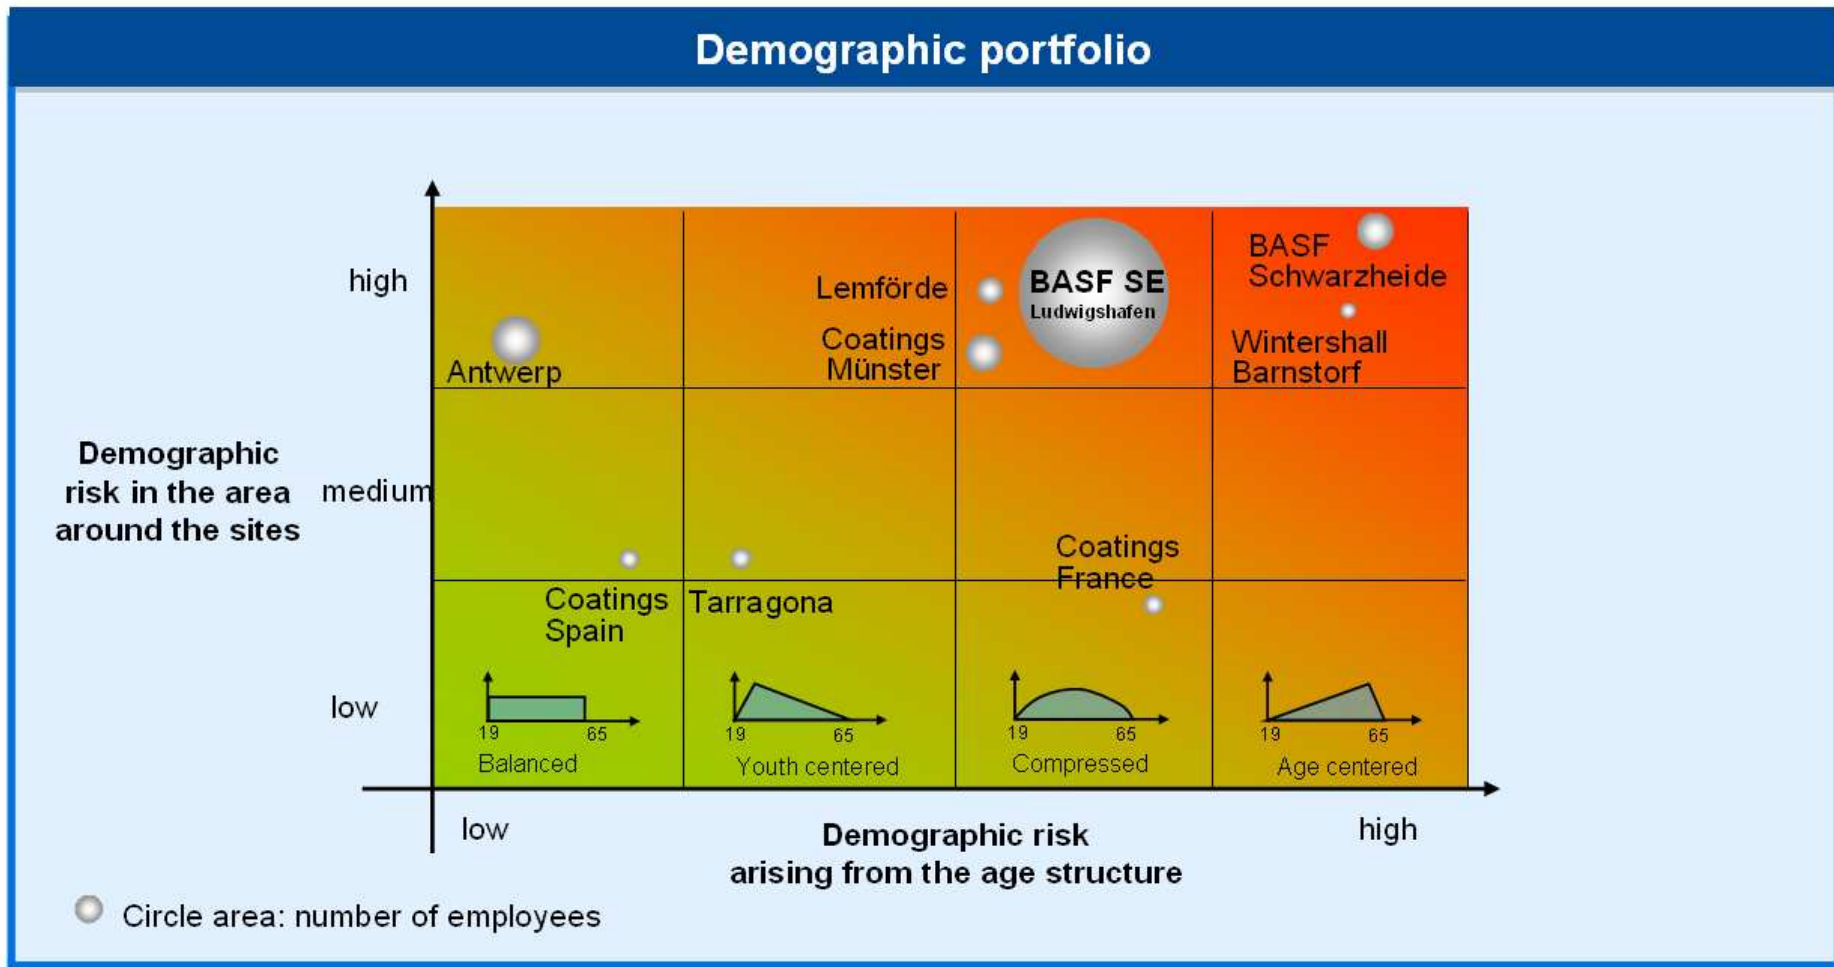 Demographic portfolio
high
Lemförde
BASF SE
Ludwigshafen
BASF
Schwarzheide
Coatings
Münster
Wintershall
Barnstorf
Antwerp
Demographic
risk in the area
around the sites
medium
Coatings
France
Coatings
Spain
Tarragona
low
19 65
Balanced
19 65
Youth centered
19 65
Compressed
19 65
Age centered
low
high
Demographic risk
arising from the age structure
Circle area: number of employees